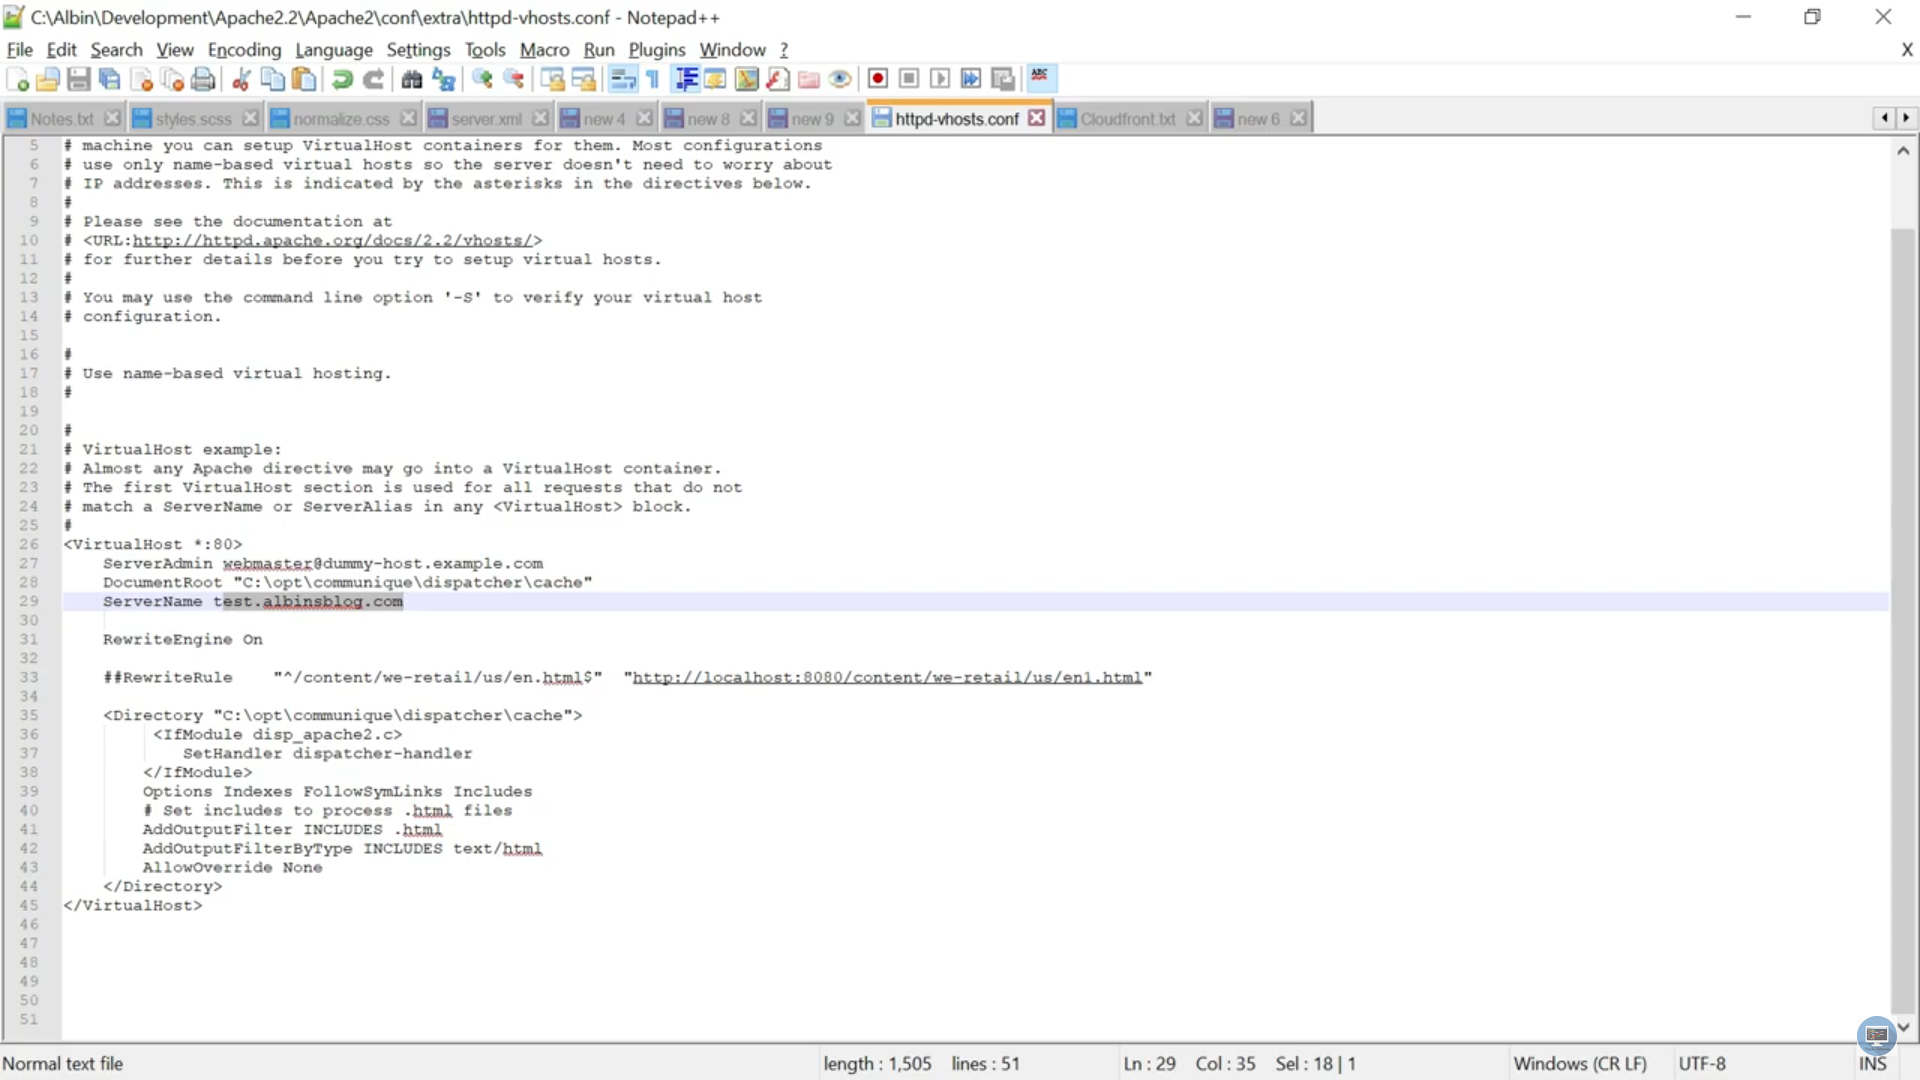 C:\Albin\Development\Apache2.2\Apache2\conf\extra\httpd-vhosts.conf - Notepad++
File Edit Search View Encoding Language Settings Tools Macro Run Plugins Window ? X
Notes.txt styles.scss normalize.css server.xml new 4 new 8 new 9 httpd-vhosts.conf Cloudfront.txt new 6
5 # machine you can setup VirtualHost containers for them. Most configurations
6 # use only name-based virtual hosts so the server doesn't need to worry about
7 # IP addresses. This is indicated by the asterisks in the directives below.
8 #
9 # Please see the documentation at
10 # <URL:http://httpd.apache.org/docs/2.2/vhosts/>
11 # for further details before you try to setup virtual hosts.
12 #
13 # You may use the command line option '-S' to verify your virtual host
14 # configuration.
15
16 #
17 # Use name-based virtual hosting.
18 #
19
20 #
21 # VirtualHost example:
22 # Almost any Apache directive may go into a VirtualHost container.
23 # The first VirtualHost section is used for all requests that do not
24 # match a ServerName or ServerAlias in any <VirtualHost> block.
25 #
26 <VirtualHost *:80>
27 ServerAdmin webmaster@dummy-host.example.com
28 DocumentRoot "C:\opt\communique\dispatcher\cache"
29 ServerName test.albinsblog.com
30
31 RewriteEngine On
32
33 ##RewriteRule "^/content/we-retail/us/en.html$" "http://localhost:8080/content/we-retail/us/en1.html"
34
35 <Directory "C:\opt\communique\dispatcher\cache">
36 <IfModule disp_apache2.c>
37 SetHandler dispatcher-handler
38 </IfModule>
39 Options Indexes FollowSymLinks Includes
40 # Set includes to process .html files
41 AddOutputFilter INCLUDES .html
42 AddOutputFilterByType INCLUDES text/html
43 AllowOverride None
44 </Directory>
45 </VirtualHost>
46
47
48
49
50
51
Normal text file length : 1,505 lines : 51 Ln : 29 Col : 35 Sel : 18 | 1 Windows (CR LF) UTF-8 INS